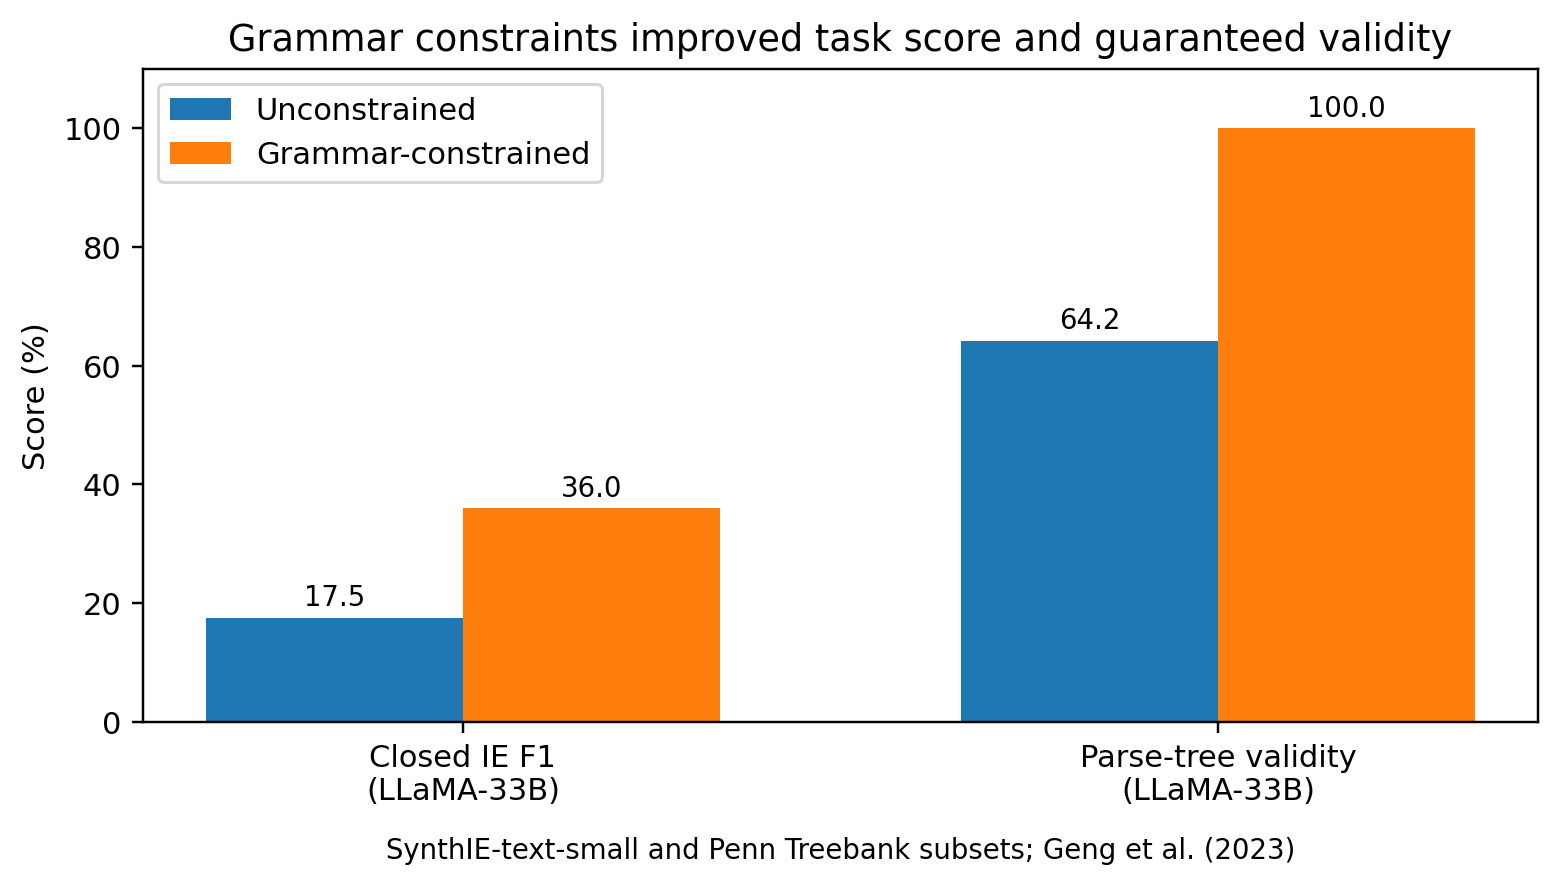 Grammar constraints improved task score and guaranteed validity
Unconstrained
Grammar-constrained
Score (%)
100
80
60
40
20
0
17.5
36.0
64.2
100.0
Closed IE F1
(LLaMA-33B)
Parse-tree validity
(LLaMA-33B)
SynthIE-text-small and Penn Treebank subsets; Geng et al. (2023)